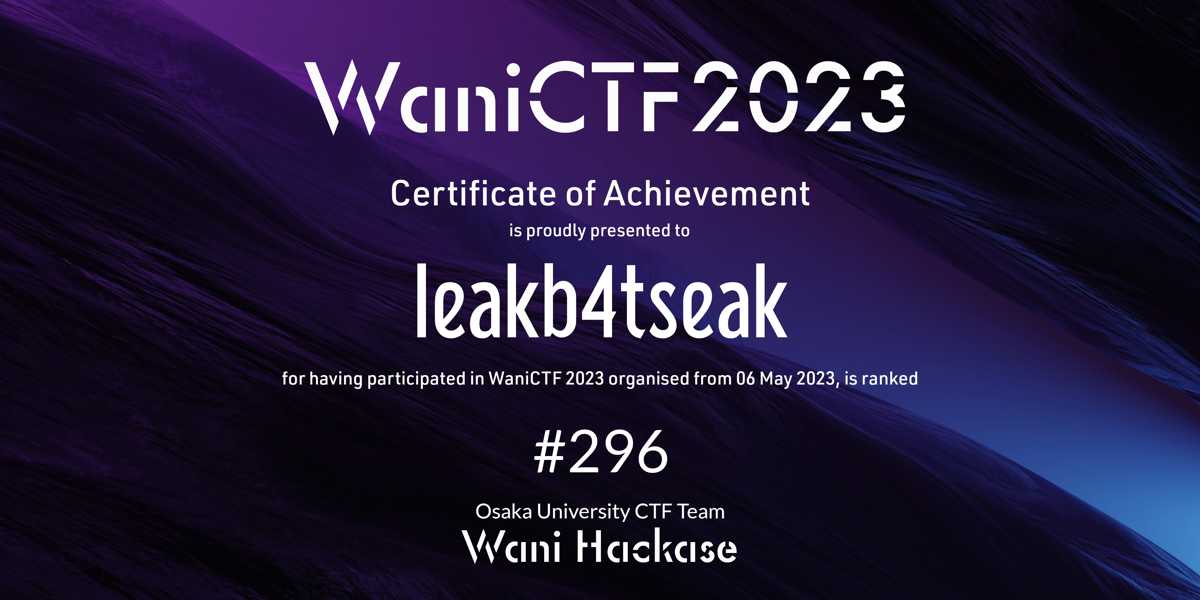 WaniCTF2023
Certificate of Achievement
is proudly presented to
leakb4tseak
for having participated in WaniCTF 2023 organised from 06 May 2023, is ranked
#296
Osaka University CTF Team
Wani Hackase